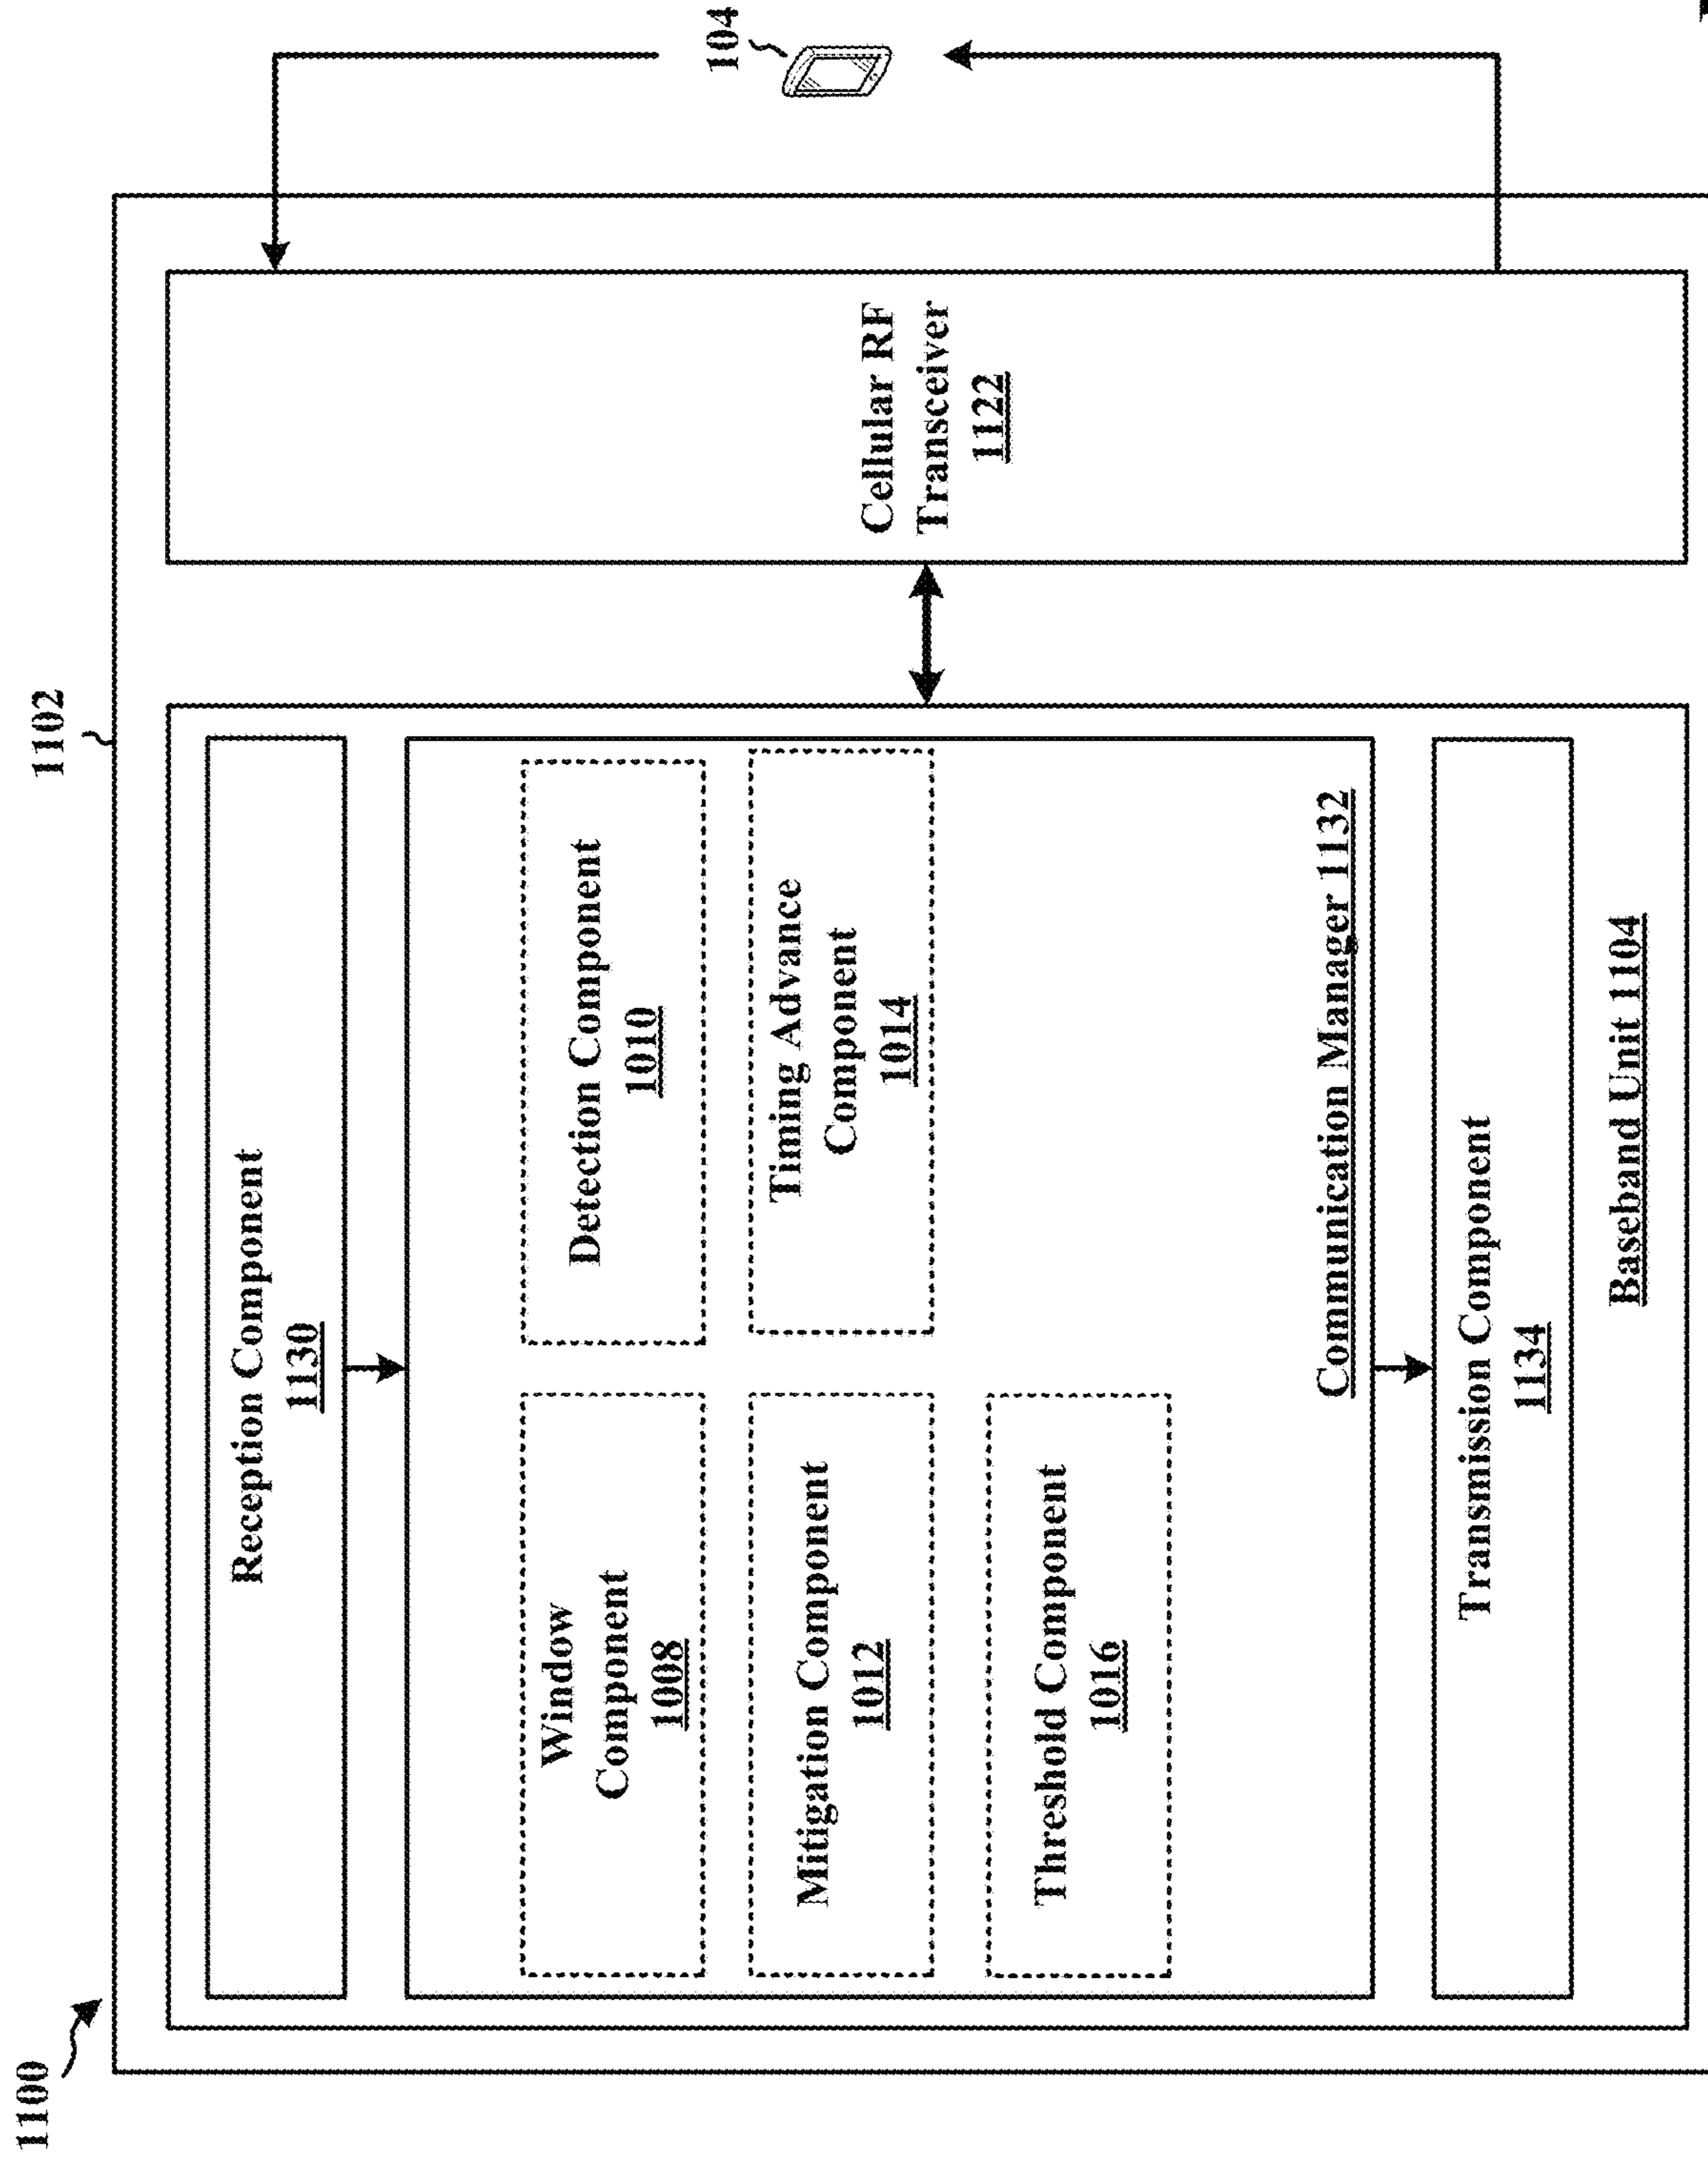 1100
1102
Reception Component
1130
Window
Component
1008
Detection Component
1010
Mitigation Component
1012
Timing Advance
Component
1014
Threshold Component
1016
Communication Manager 1132
Transmission Component
1134
Baseband Unit 1104
Cellular RF
Transceiver
1122
104